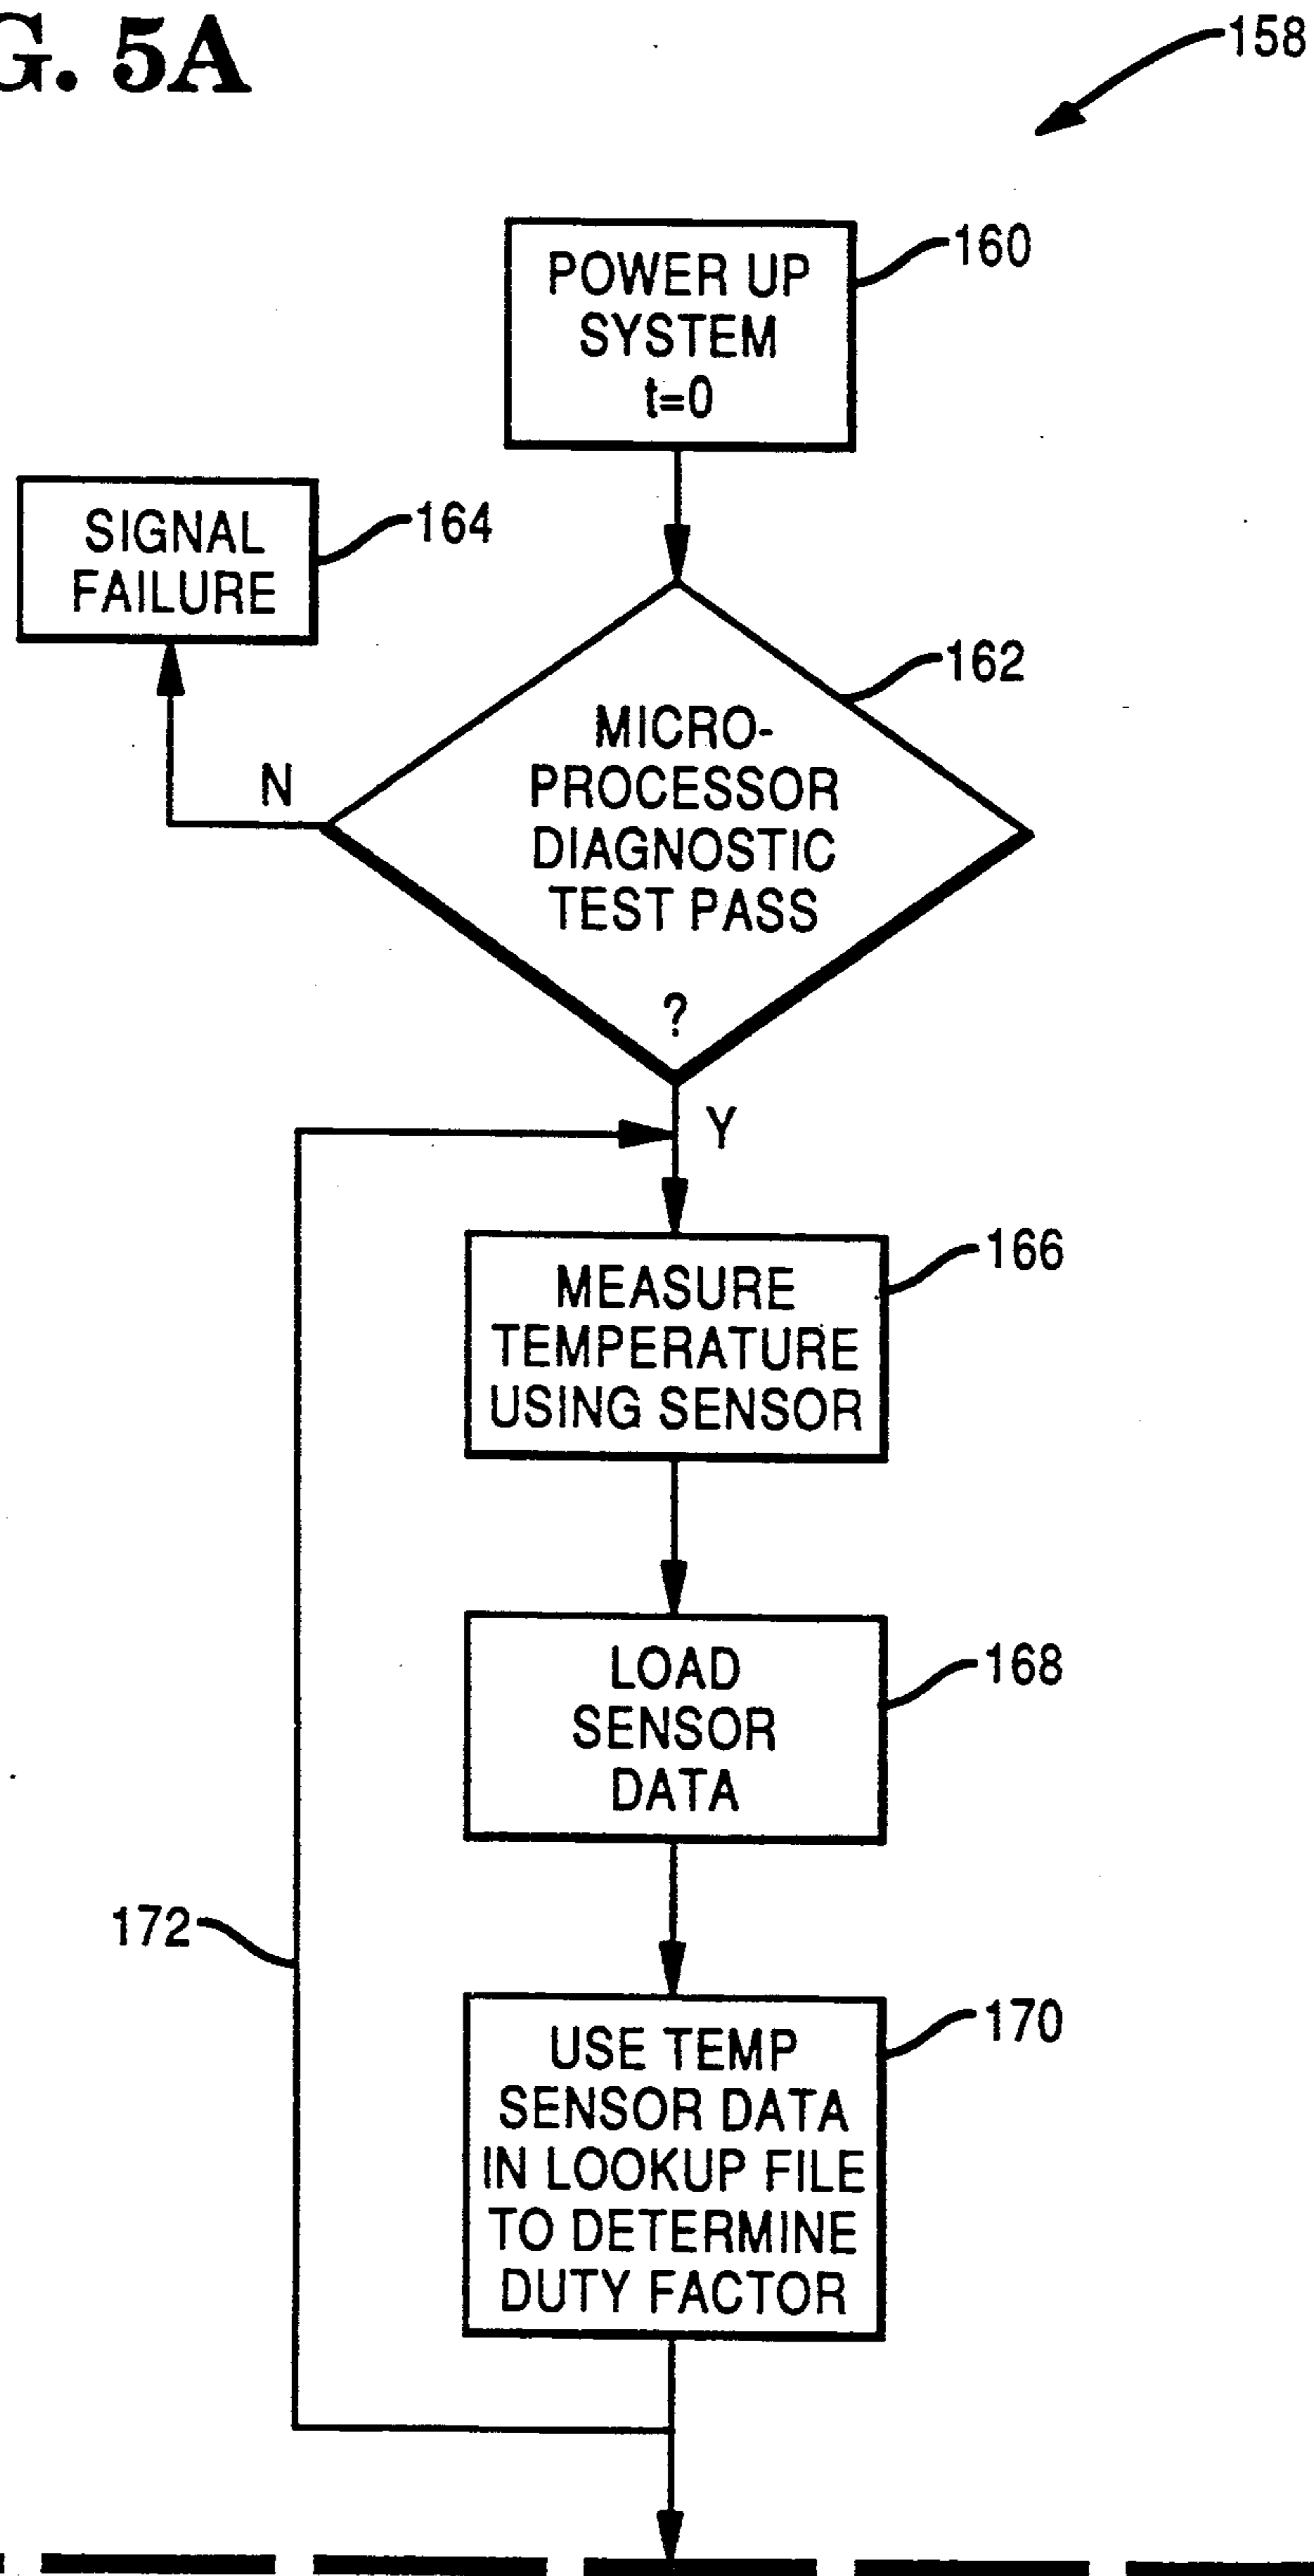 G. 5A
158
POWER UP
SYSTEM
t=0
160
SIGNAL
FAILURE
164
162
MICRO-
PROCESSOR
DIAGNOSTIC
TEST PASS
?
N
Y
MEASURE
TEMPERATURE
USING SENSOR
166
LOAD
SENSOR
DATA
168
172
USE TEMP
SENSOR DATA
IN LOOKUP FILE
TO DETERMINE
DUTY FACTOR
170